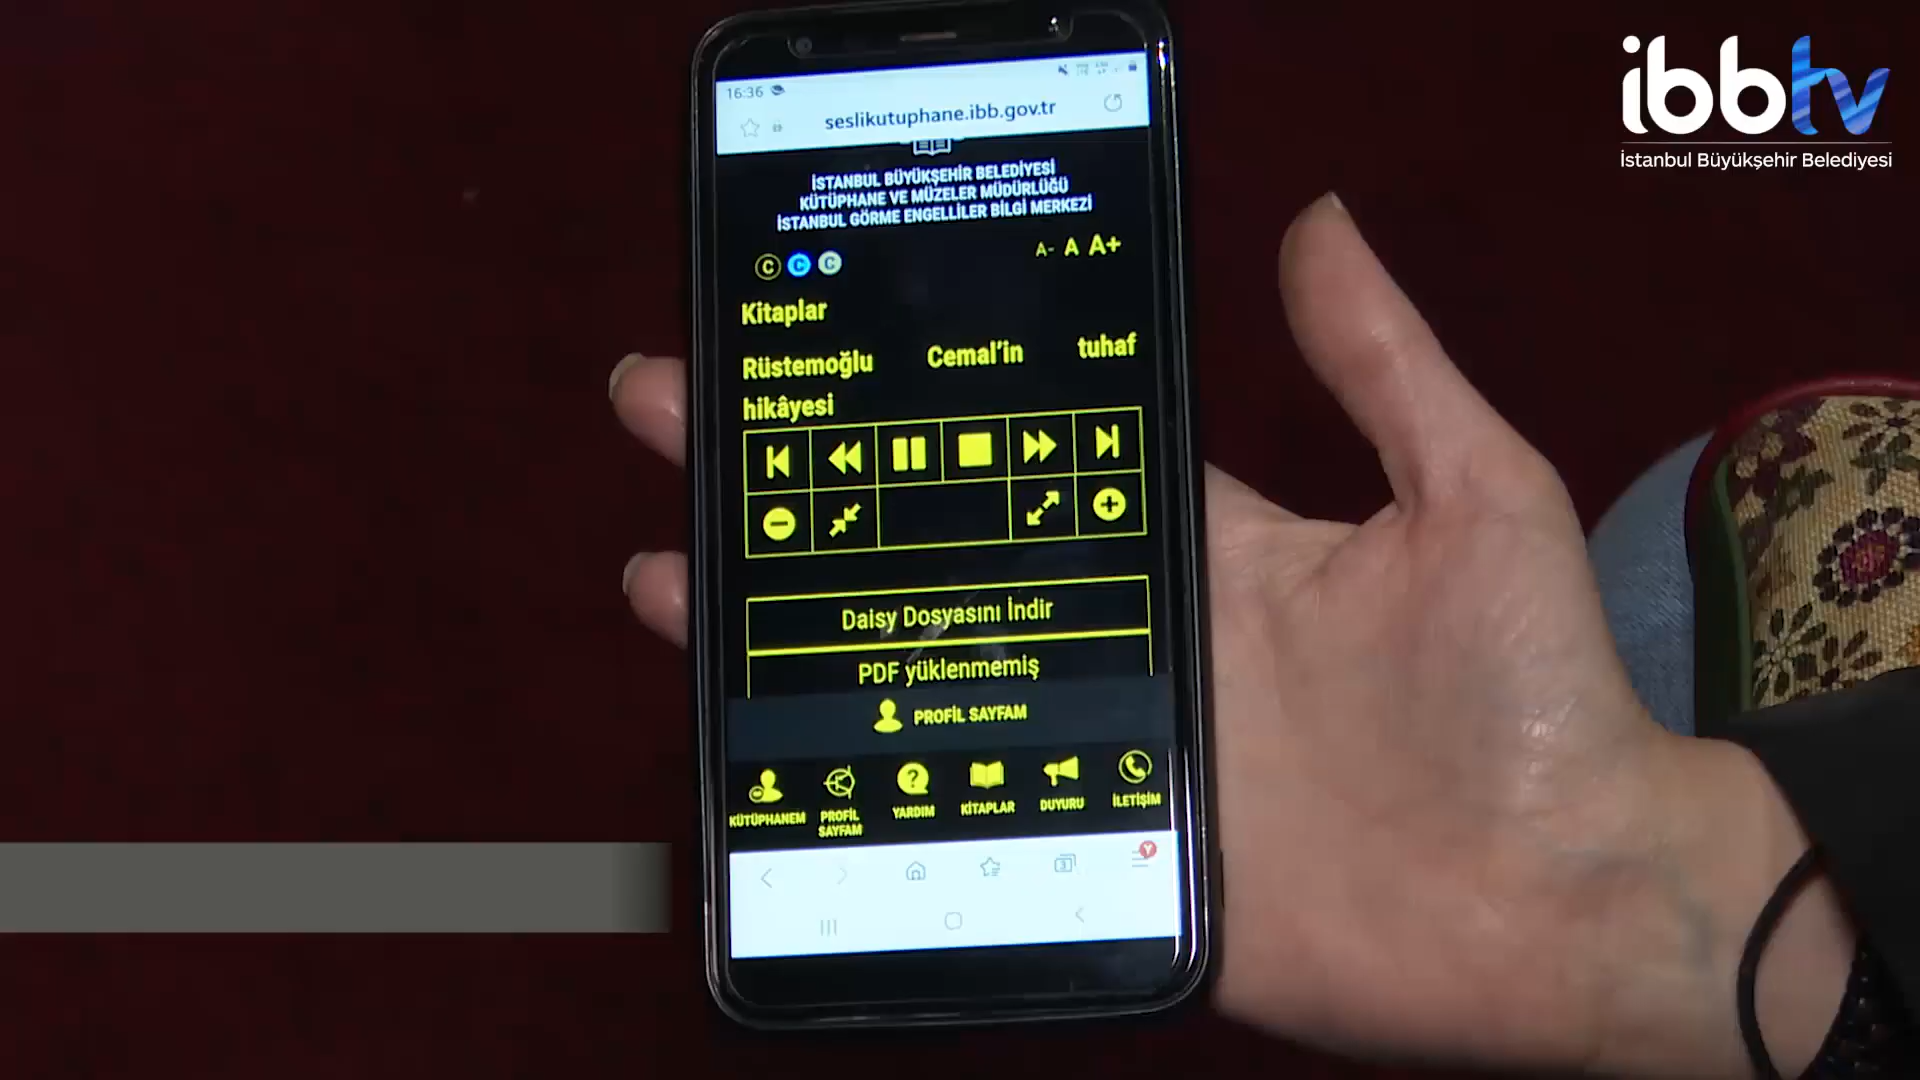 ibbtv
İstanbul Büyükşehir Belediyesi
16:36
seslikutuphane.ibb.gov.tr
İSTANBUL BÜYÜKŞEHİR BELEDİYESİ
KÜTÜPHANE VE MÜZELER MÜDÜRLÜĞÜ
İSTANBUL GÖRME ENGELLİLER BİLGİ MERKEZİ
C C C A- A A+
Kitaplar
Rüstemoğlu Cemal'in tuhaf
hikâyesi
Daisy Dosyasını İndir
PDF yüklenmemiş
PROFİL SAYFAM
KÜTÜPHANEM PROFİL SAYFAM YARDIM KİTAPLAR DUYURU İLETİŞİM
3
Y